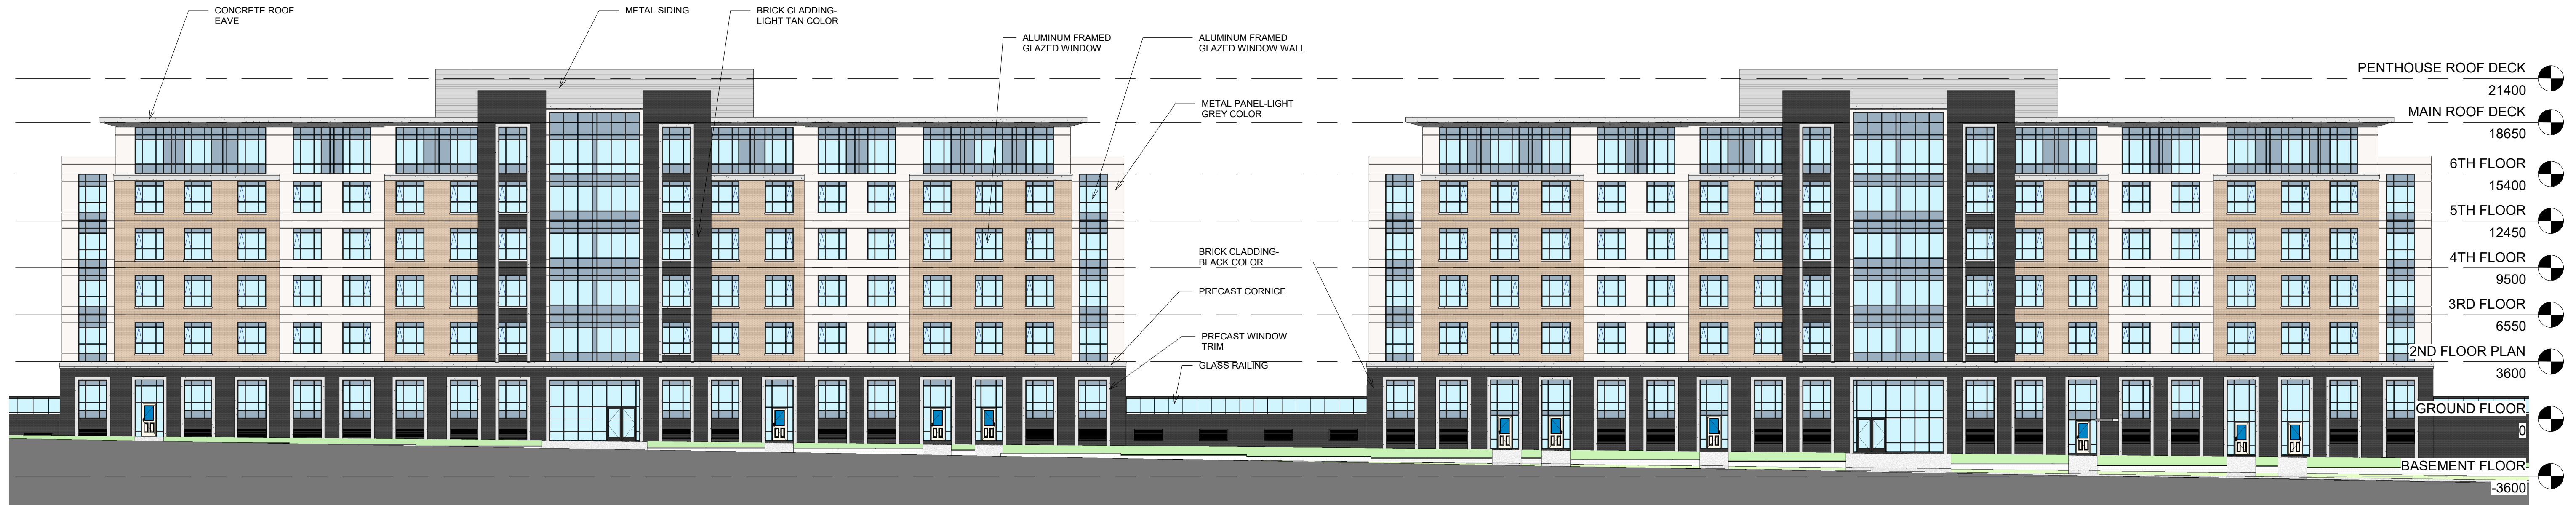 CONCRETE ROOF
EAVE
METAL SIDING
BRICK CLADDING-
LIGHT TAN COLOR
ALUMINUM FRAMED
GLAZED WINDOW
ALUMINUM FRAMED
GLAZED WINDOW WALL
METAL PANEL-LIGHT
GREY COLOR
BRICK CLADDING-
BLACK COLOR
PRECAST CORNICE
PRECAST WINDOW
TRIM
GLASS RAILING
PENTHOUSE ROOF DECK
21400
MAIN ROOF DECK
18650
6TH FLOOR
15400
5TH FLOOR
12450
4TH FLOOR
9500
3RD FLOOR
6550
2ND FLOOR PLAN
3600
GROUND FLOOR
0
BASEMENT FLOOR
-3600